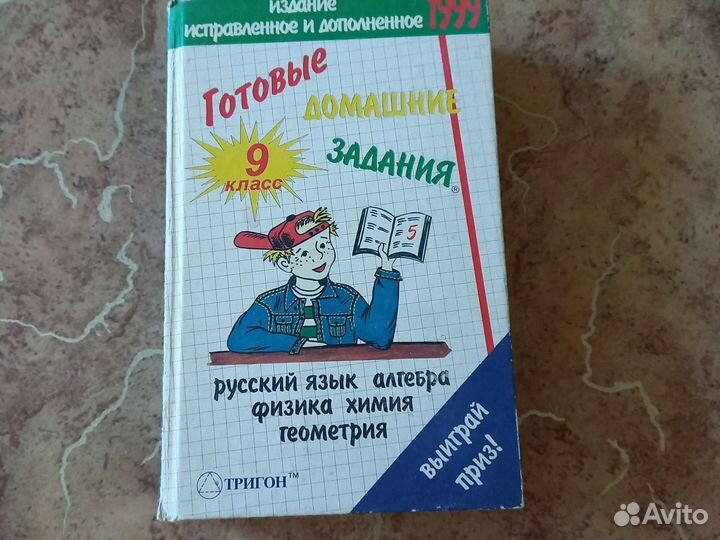 издание
исправленное и дополненное 1999
Готовые
домашние
задания®
9
класс
5
русский язык алгебра
физика химия
геометрия
выиграй
приз!
ТРИГОН™
Avito